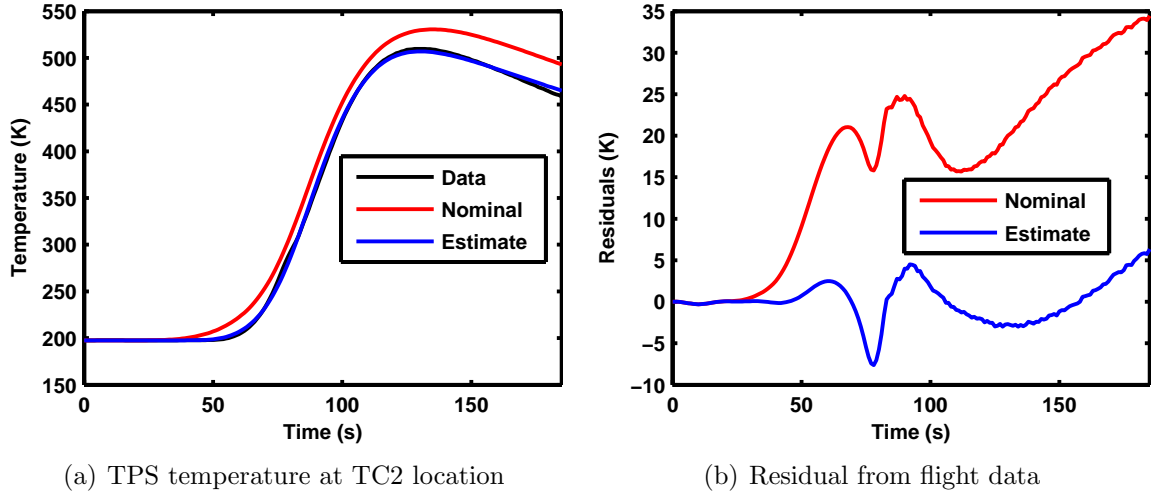 550
500
450
400
350
300
250
200
150
Temperature (K)
Data
Nominal
Estimate
0 50 100 150
Time (s)
(a) TPS temperature at TC2 location
35
30
25
20
15
10
5
0
−5
−10
Residuals (K)
Nominal
Estimate
0 50 100 150
Time (s)
(b) Residual from flight data